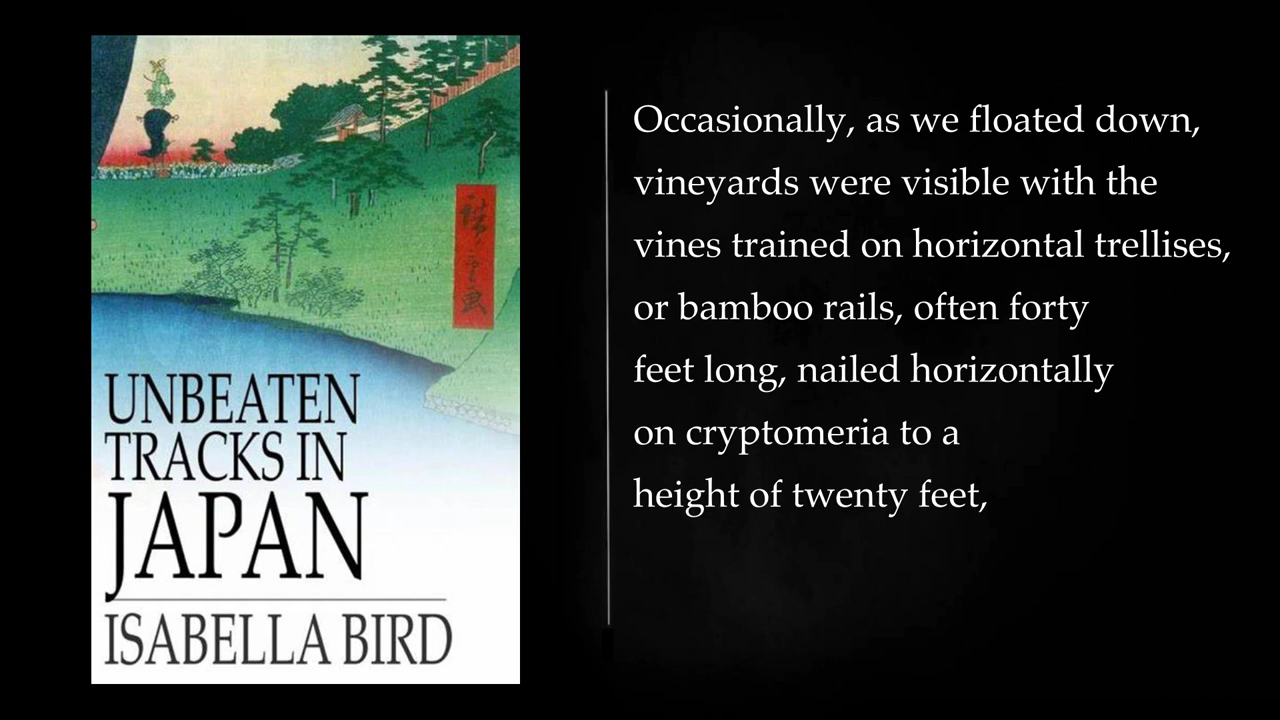 UNBEATEN
TRACKS IN
JAPAN
ISABELLA BIRD
Occasionally, as we floated down,
vineyards were visible with the
vines trained on horizontal trellises,
or bamboo rails, often forty
feet long, nailed horizontally
on cryptomeria to a
height of twenty feet,